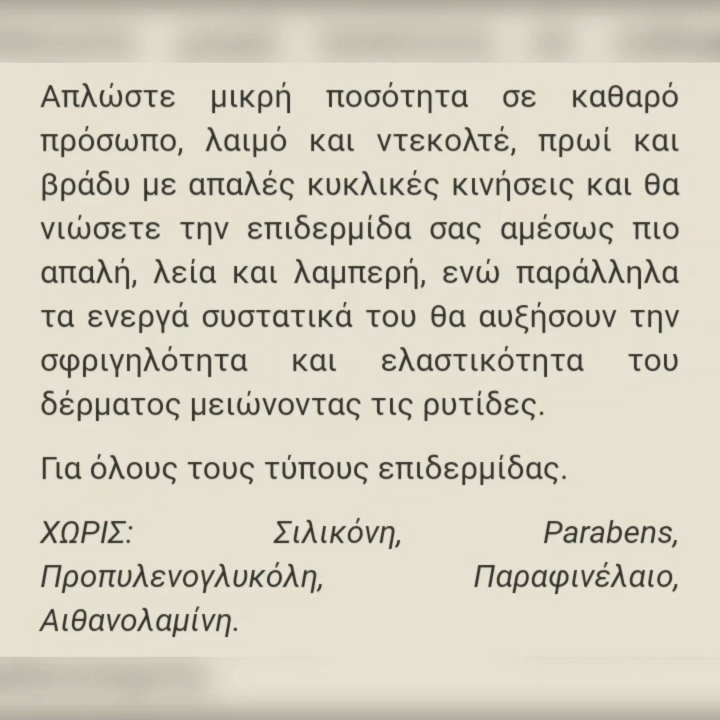 Απλώστε μικρή ποσότητα σε καθαρό
πρόσωπο, λαιμό και ντεκολτέ, πρωί και
βράδυ με απαλές κυκλικές κινήσεις και θα
νιώσετε την επιδερμίδα σας αμέσως πιο
απαλή, λεία και λαμπερή, ενώ παράλληλα
τα ενεργά συστατικά του θα αυξήσουν την
σφριγηλότητα και ελαστικότητα του
δέρματος μειώνοντας τις ρυτίδες.
Για όλους τους τύπους επιδερμίδας.
ΧΩΡΙΣ: Σιλικόνη, Parabens,
Προπυλενογλυκόλη, Παραφινέλαιο,
Αιθανολαμίνη.